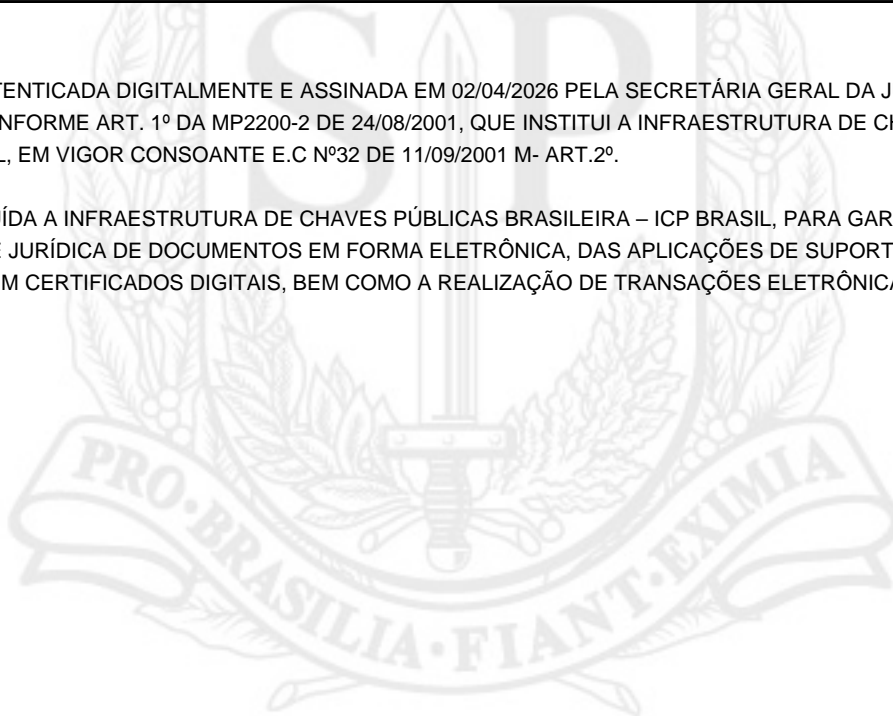 TENTICADA DIGITALMENTE E ASSINADA EM 02/04/2026 PELA SECRETÁRIA GERAL DA J
NFORME ART. 1º DA MP2200-2 DE 24/08/2001, QUE INSTITUI A INFRAESTRUTURA DE CH
L, EM VIGOR CONSOANTE E.C Nº32 DE 11/09/2001 M- ART.2º.
UÍDA A INFRAESTRUTURA DE CHAVES PÚBLICAS BRASILEIRA – ICP BRASIL, PARA GAR
E JURÍDICA DE DOCUMENTOS EM FORMA ELETRÔNICA, DAS APLICAÇÕES DE SUPORT
M CERTIFICADOS DIGITAIS, BEM COMO A REALIZAÇÃO DE TRANSAÇÕES ELETRÔNICA
SP
PRO•BRASILIA•FIANT•EXIMIA